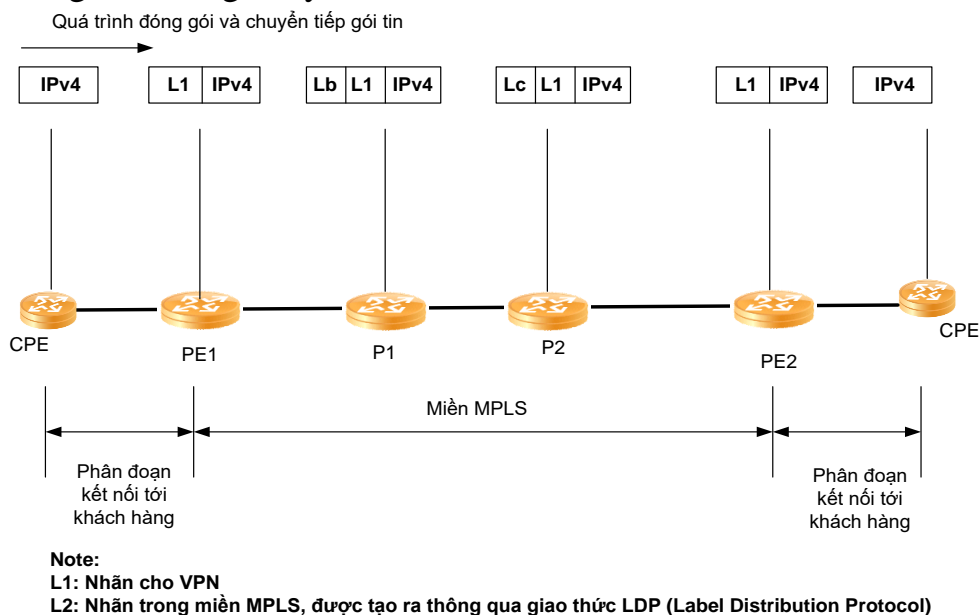 Quá trình đóng gói và chuyển tiếp gói tin
IPv4 L1 IPv4 Lb L1 IPv4 Lc L1 IPv4 L1 IPv4 IPv4
CPE PE1 P1 P2 PE2 CPE
Miền MPLS
Phân đoạn
kết nối tới
khách hàng
Phân đoạn
kết nối tới
khách hàng
Note:
L1: Nhãn cho VPN
L2: Nhãn trong miền MPLS, được tạo ra thông qua giao thức LDP (Label Distribution Protocol)